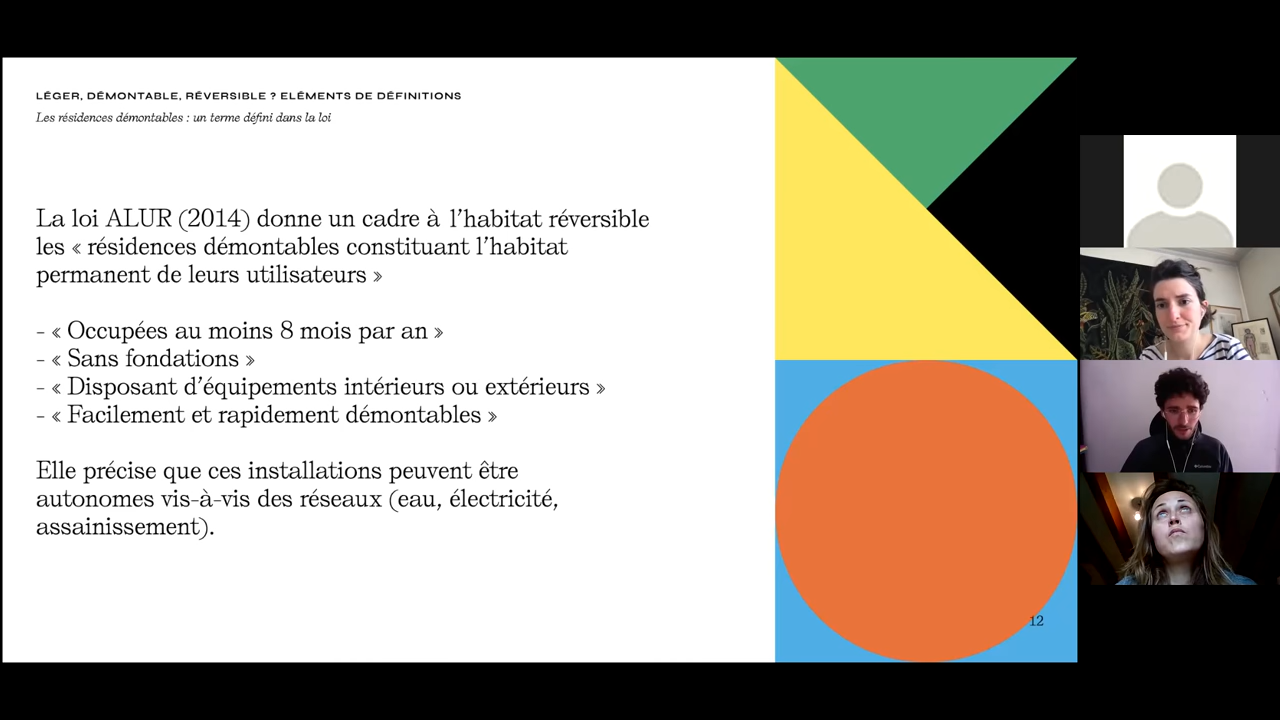 LÉGER, DÉMONTABLE, RÉVERSIBLE ? ELÉMENTS DE DÉFINITIONS
Les résidences démontables : un terme défini dans la loi
La loi ALUR (2014) donne un cadre à l'habitat réversible
les « résidences démontables constituant l'habitat
permanent de leurs utilisateurs »
- « Occupées au moins 8 mois par an »
- « Sans fondations »
- « Disposant d'équipements intérieurs ou extérieurs »
- « Facilement et rapidement démontables »
Elle précise que ces installations peuvent être
autonomes vis-à-vis des réseaux (eau, électricité,
assainissement).
12